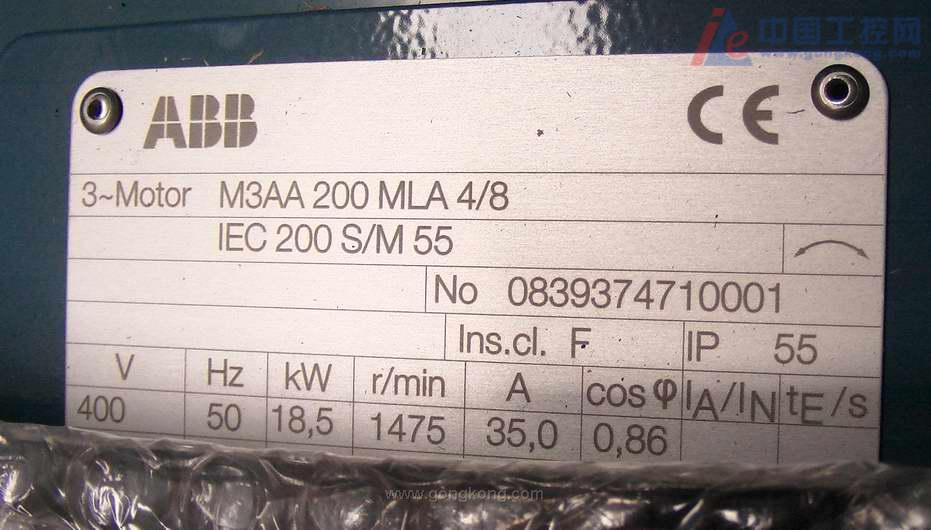 中国工控网
ABB CE
3~Motor M3AA 200 MLA 4/8
IEC 200 S/M 55
No 0839374710001
Ins.cl. F IP 55
V Hz kW r/min A cos φ IA/IN tE/s
400 50 18,5 1475 35,0 0,86
www.gongkong.com